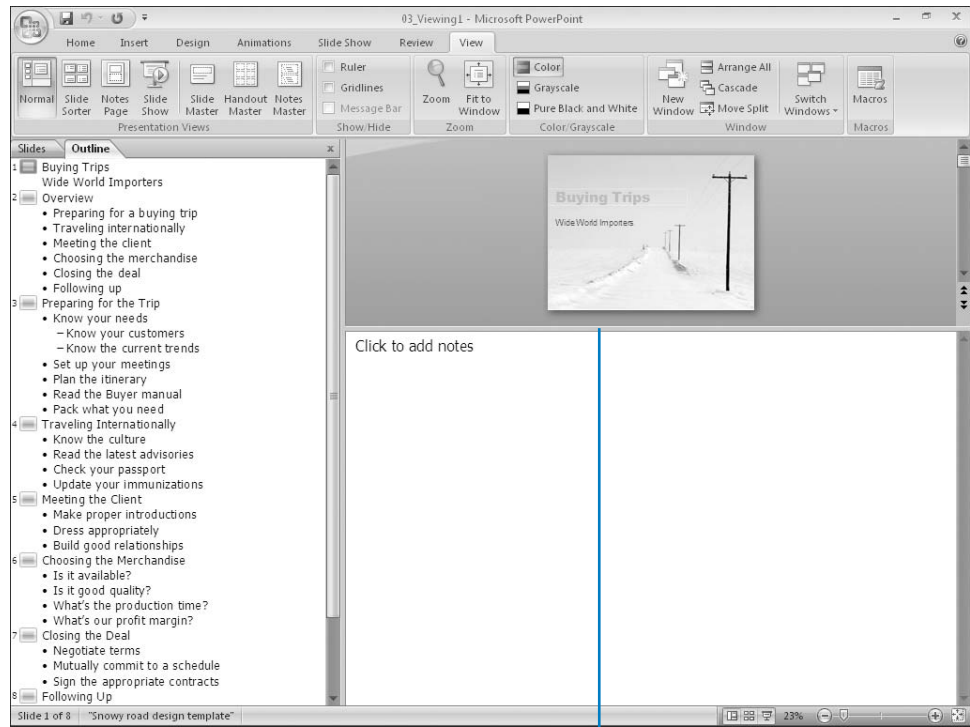 03_Viewing1 - Microsoft PowerPoint
Home Insert Design Animations Slide Show Review View
Normal Slide Sorter Notes Page Slide Show Slide Master Handout Master Notes Master
Presentation Views
Ruler
Gridlines
Message Bar
Show/Hide
Zoom Fit to Window
Zoom
Color
Grayscale
Pure Black and White
Color/Grayscale
New Window
Arrange All
Cascade
Move Split
Switch Windows
Window
Macros
Macros
Slides Outline x
1 Buying Trips
Wide World Importers
2 Overview
• Preparing for a buying trip
• Traveling internationally
• Meeting the client
• Choosing the merchandise
• Closing the deal
• Following up
3 Preparing for the Trip
• Know your needs
– Know your customers
– Know the current trends
• Set up your meetings
• Plan the itinerary
• Read the Buyer manual
• Pack what you need
4 Traveling Internationally
• Know the culture
• Read the latest advisories
• Check your passport
• Update your immunizations
5 Meeting the Client
• Make proper introductions
• Dress appropriately
• Build good relationships
6 Choosing the Merchandise
• Is it available?
• Is it good quality?
• What's the production time?
• What's our profit margin?
7 Closing the Deal
• Negotiate terms
• Mutually commit to a schedule
• Sign the appropriate contracts
8 Following Up
Buying Trips
Wide World Importers
Click to add notes
Slide 1 of 8 "Snowy road design template" 23%